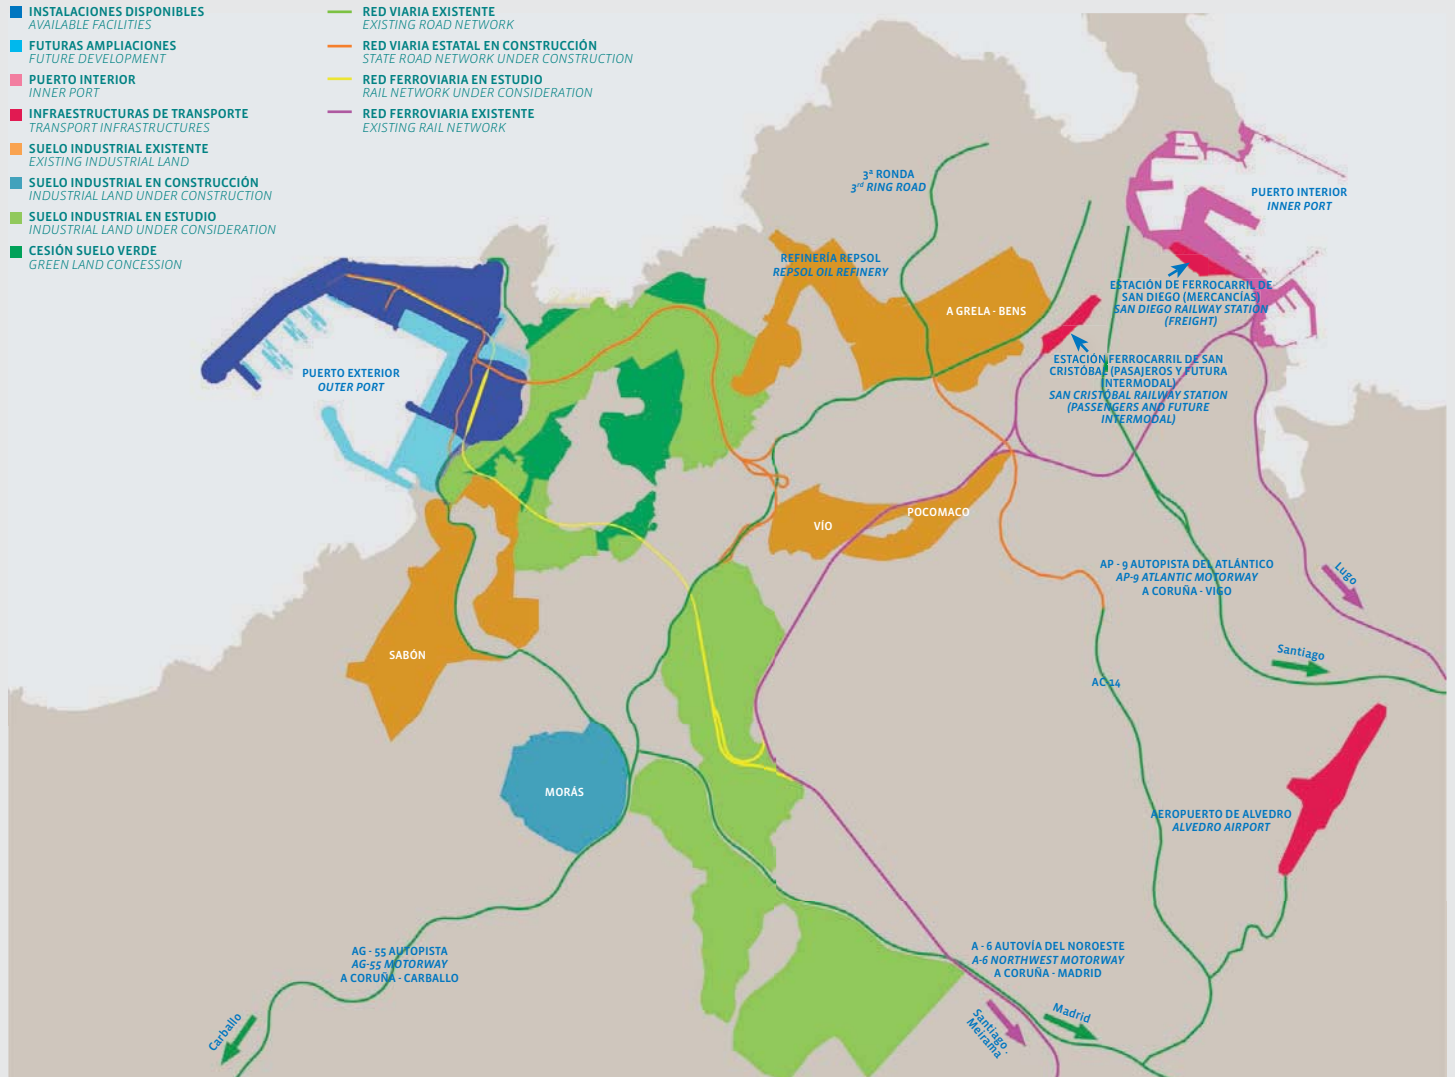 INSTALACIONES DISPONIBLES
AVAILABLE FACILITIES
FUTURAS AMPLIACIONES
FUTURE DEVELOPMENT
PUERTO INTERIOR
INNER PORT
INFRAESTRUCTURAS DE TRANSPORTE
TRANSPORT INFRASTRUCTURES
SUELO INDUSTRIAL EXISTENTE
EXISTING INDUSTRIAL LAND
SUELO INDUSTRIAL EN CONSTRUCCIÓN
INDUSTRIAL LAND UNDER CONSTRUCTION
SUELO INDUSTRIAL EN ESTUDIO
INDUSTRIAL LAND UNDER CONSIDERATION
CESIÓN SUELO VERDE
GREEN LAND CONCESSION
RED VIARIA EXISTENTE
EXISTING ROAD NETWORK
RED VIARIA ESTATAL EN CONSTRUCCIÓN
STATE ROAD NETWORK UNDER CONSTRUCTION
RED FERROVIARIA EN ESTUDIO
RAIL NETWORK UNDER CONSIDERATION
RED FERROVIARIA EXISTENTE
EXISTING RAIL NETWORK
3ª RONDA
3rd RING ROAD
PUERTO INTERIOR
INNER PORT
REFINERÍA REPSOL
REPSOL OIL REFINERY
A GRELA - BENS
ESTACIÓN DE FERROCARRIL DE
SAN DIEGO (MERCANCÍAS)
SAN DIEGO RAILWAY STATION
(FREIGHT)
PUERTO EXTERIOR
OUTER PORT
ESTACIÓN FERROCARRIL DE SAN
CRISTÓBAL (PASAJEROS Y FUTURA
INTERMODAL)
SAN CRISTÓBAL RAILWAY STATION
(PASSENGERS AND FUTURE
INTERMODAL)
VÍO
POCOMACO
AP - 9 AUTOPISTA DEL ATLÁNTICO
AP-9 ATLANTIC MOTORWAY
A CORUÑA - VIGO
Lugo
SABÓN
Santiago
AC-14
MORÁS
AEROPUERTO DE ALVEDRO
ALVEDRO AIRPORT
AG - 55 AUTOPISTA
AG-55 MOTORWAY
A CORUÑA - CARBALLO
A - 6 AUTOVÍA DEL NOROESTE
A-6 NORTHWEST MOTORWAY
A CORUÑA - MADRID
Carballo
Santiago -
Meirama
Madrid